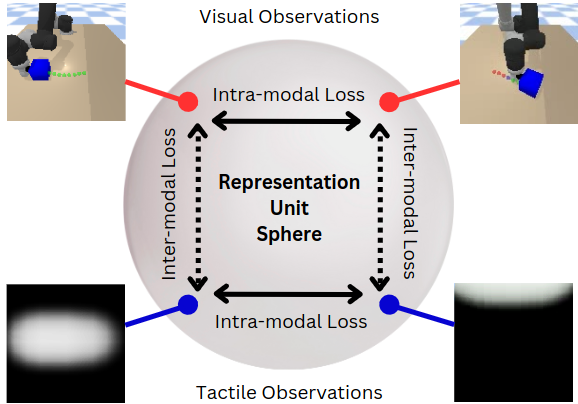 Visual Observations
Intra-modal Loss
Inter-modal Loss
Inter-modal Loss
Representation
Unit
Sphere
Intra-modal Loss
Tactile Observations